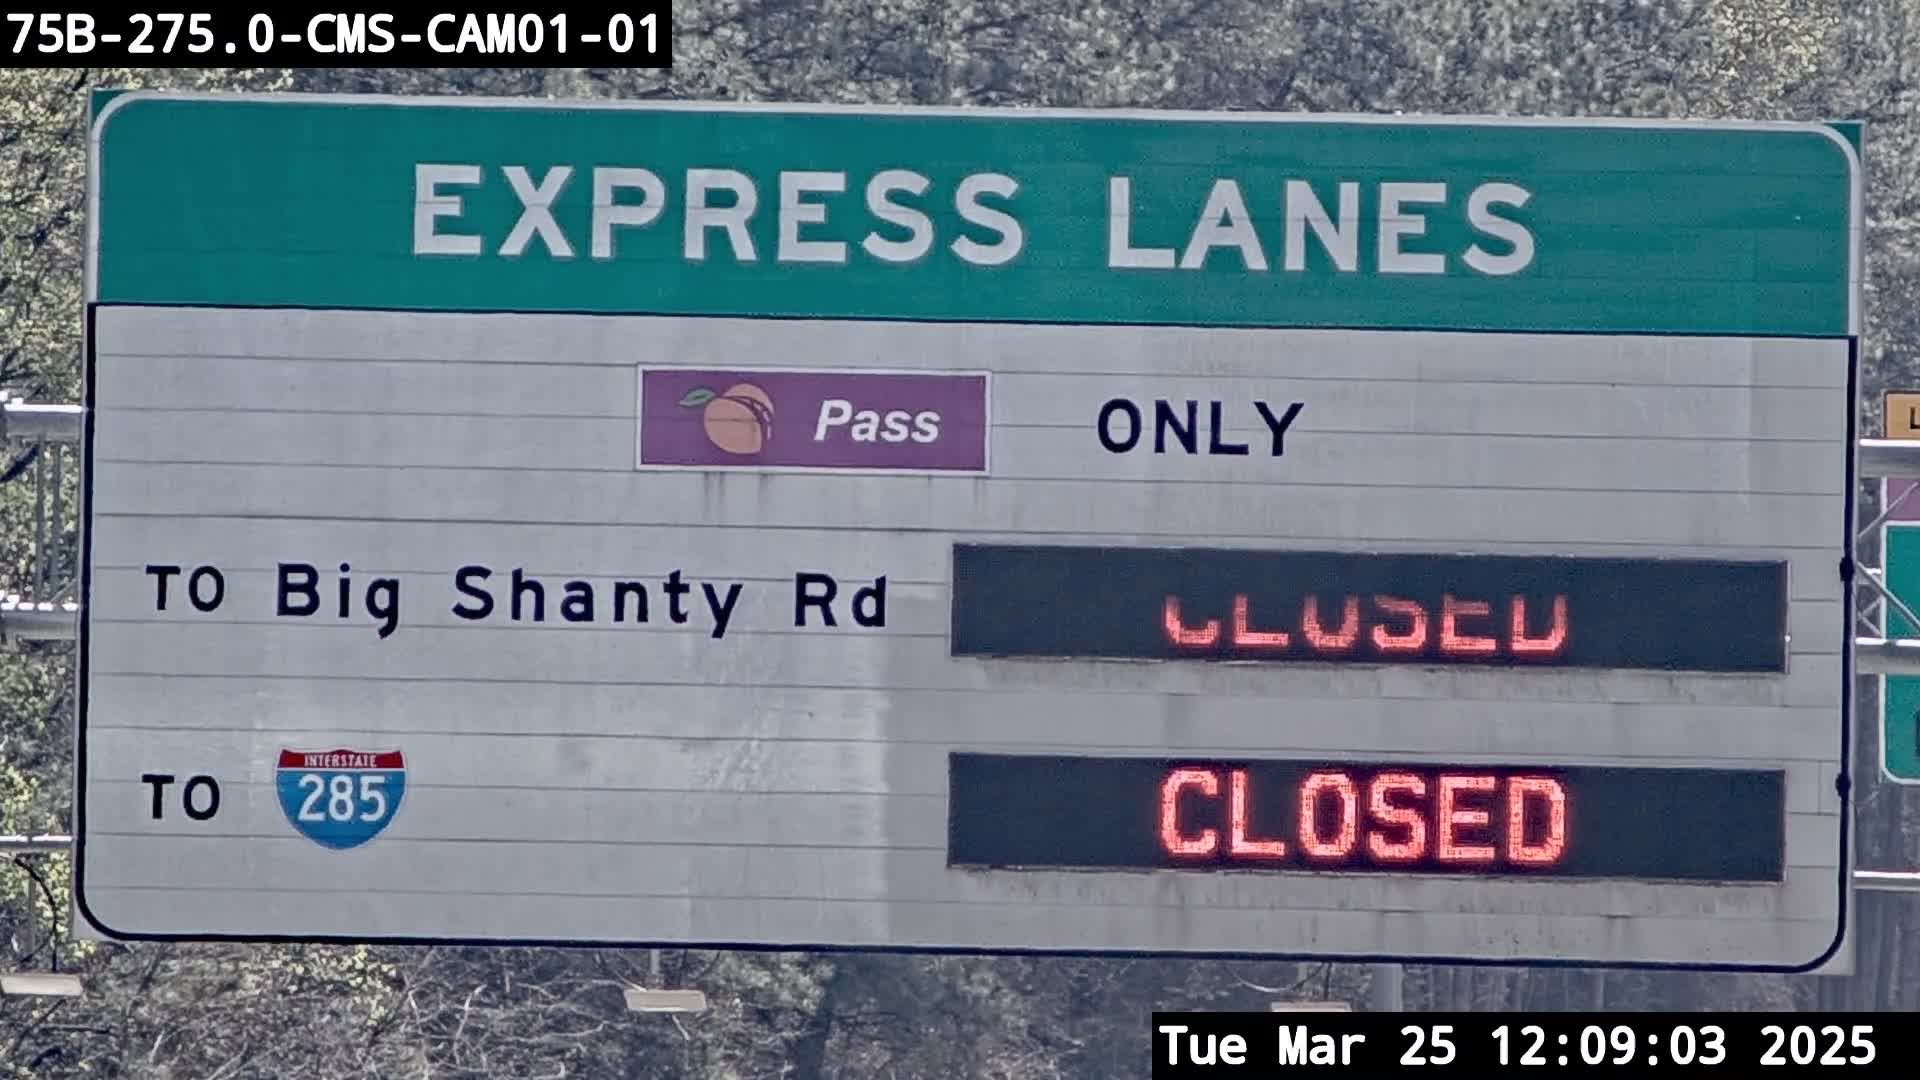 75B-275.0-CMS-CAM01-01
EXPRESS LANES
Pass ONLY
TO Big Shanty Rd CLOSED
TO INTERSTATE 285 CLOSED
Tue Mar 25 12:09:03 2025